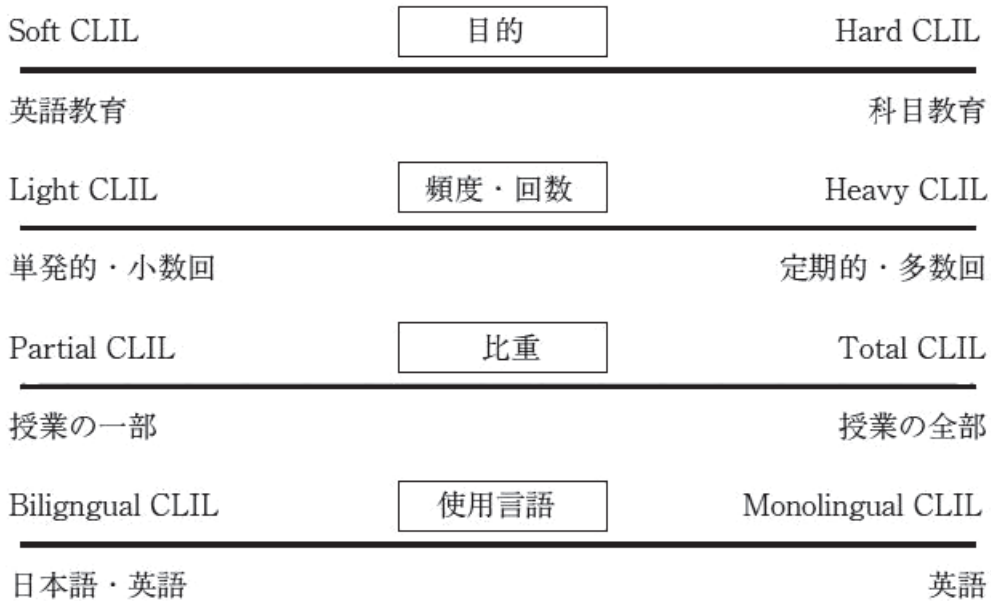 Soft CLIL 目的 Hard CLIL
英語教育 科目教育
Light CLIL 頻度・回数 Heavy CLIL
単発的・小数回 定期的・多数回
Partial CLIL 比重 Total CLIL
授業の一部 授業の全部
Biligngual CLIL 使用言語 Monolingual CLIL
日本語・英語 英語